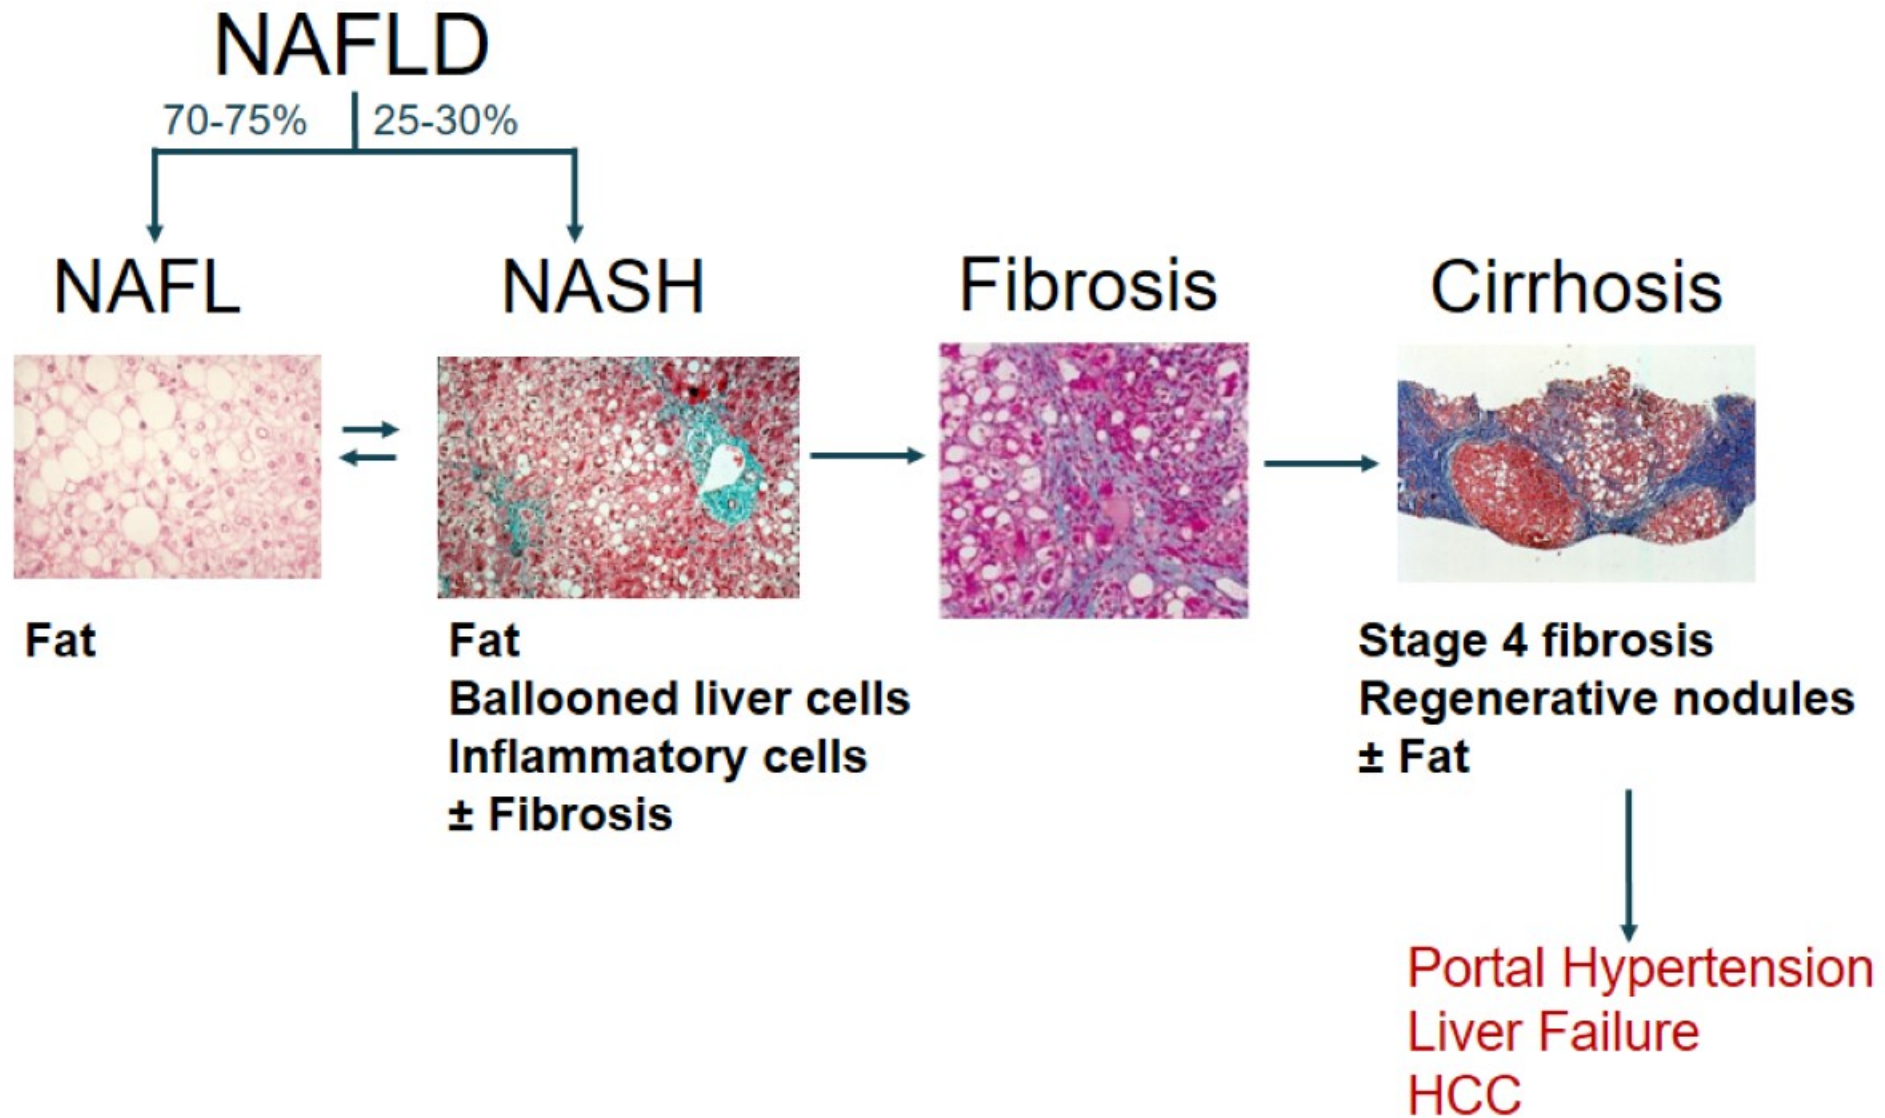 NAFLD
70-75%
25-30%
NAFL
NASH
Fibrosis
Cirrhosis
Fat
Fat
Ballooned liver cells
Inflammatory cells
± Fibrosis
Stage 4 fibrosis
Regenerative nodules
± Fat
Portal Hypertension
Liver Failure
HCC